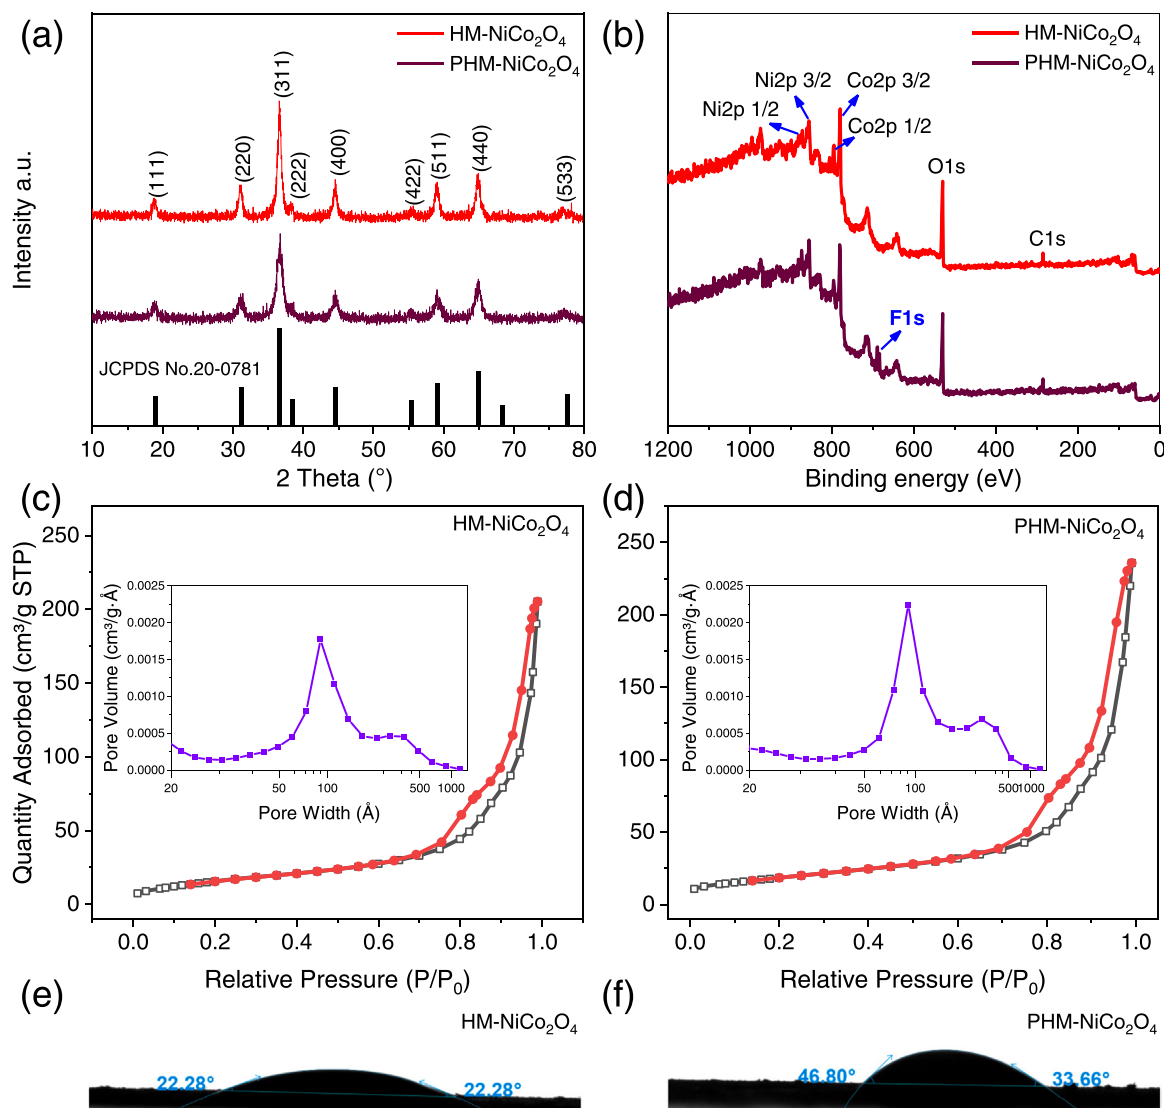 (a)
HM-NiCo₂O₄
PHM-NiCo₂O₄
(111)
(220)
(311)
(222)
(400)
(422)
(511)
(440)
(533)
JCPDS No.20-0781
Intensity a.u.
10 20 30 40 50 60 70 80
2 Theta (°)
(b)
HM-NiCo₂O₄
PHM-NiCo₂O₄
Ni2p 3/2
Co2p 3/2
Ni2p 1/2
Co2p 1/2
O1s
C1s
F1s
1200 1000 800 600 400 200 0
Binding energy (eV)
(c)
HM-NiCo₂O₄
250
200
150
100
50
0
Quantity Adsorbed (cm³/g STP)
0.0025
0.0020
0.0015
0.0010
0.0005
0.0000
Pore Volume (cm³/g·Å)
20 50 100 500 1000
Pore Width (Å)
0.0 0.2 0.4 0.6 0.8 1.0
Relative Pressure (P/P₀)
(d)
PHM-NiCo₂O₄
250
200
150
100
50
0
0.0025
0.0020
0.0015
0.0010
0.0005
0.0000
Pore Volume (cm³/g·Å)
20 50 100 500 1000
Pore Width (Å)
0.0 0.2 0.4 0.6 0.8 1.0
Relative Pressure (P/P₀)
(e)
HM-NiCo₂O₄
22.28°
22.28°
(f)
PHM-NiCo₂O₄
46.80°
33.66°